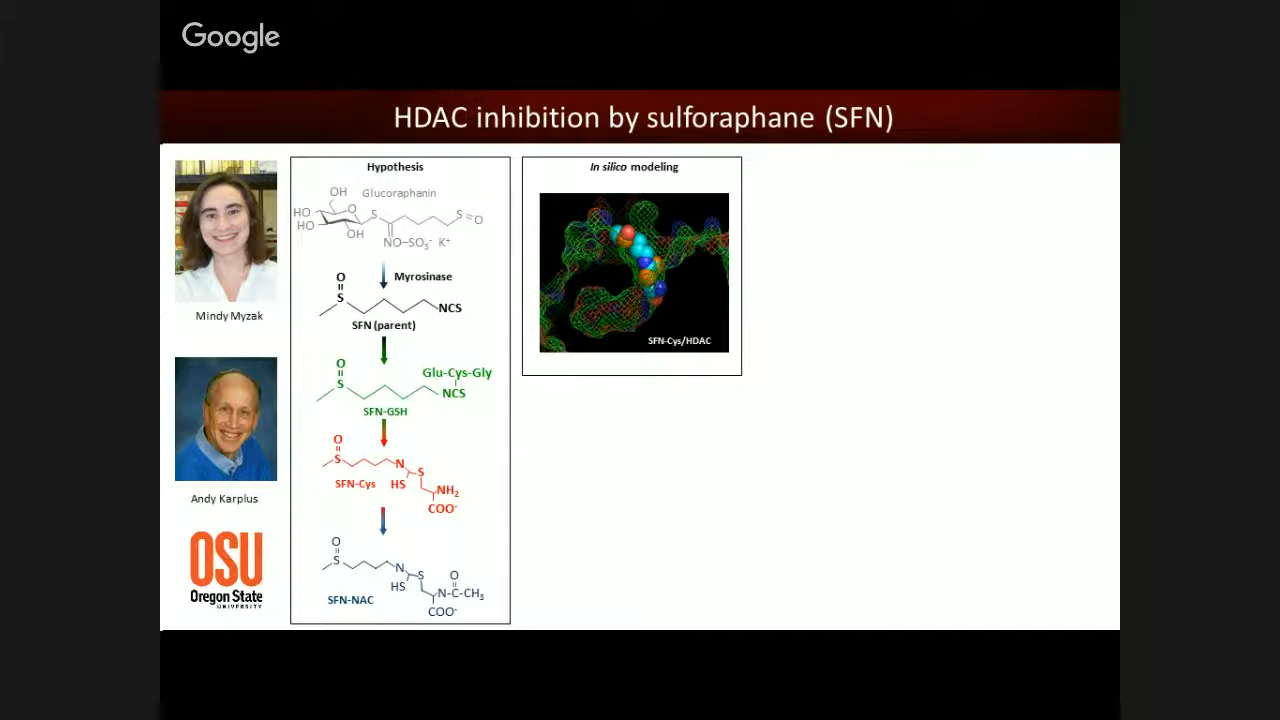 Google
HDAC inhibition by sulforaphane (SFN)
Mindy Myzak
Andy Karplus
OSU
Oregon State
UNIVERSITY
Hypothesis
OH
Glucoraphanin
HO
O
S
S=O
HO
OH
NO–SO₃⁻ K⁺
Myrosinase
O
S
NCS
SFN (parent)
O
S
Glu-Cys-Gly
NCS
SFN-GSH
O
S
N
S
SFN-Cys
HS
NH₂
COO⁻
O
S
N
S
O
HS
N-C-CH₃
SFN-NAC
COO⁻
In silico modeling
SFN-Cys/HDAC